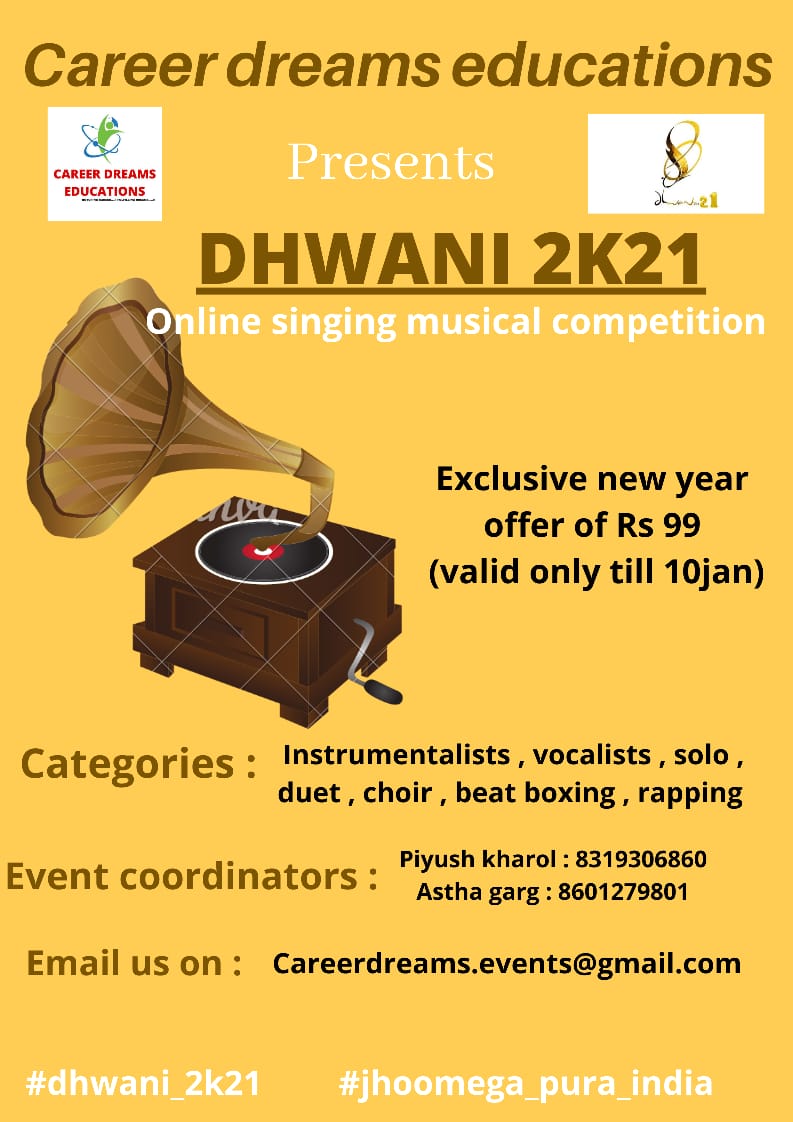 Career dreams educations
CAREER DREAMS
EDUCATIONS
Presents
DHWANI 2K21
Online singing musical competition
Exclusive new year
offer of Rs 99
(valid only till 10jan)
Categories :
Instrumentalists , vocalists , solo ,
duet , choir , beat boxing , rapping
Event coordinators :
Piyush kharol : 8319306860
Astha garg : 8601279801
Email us on :
Careerdreams.events@gmail.com
#dhwani_2k21
#jhoomega_pura_india